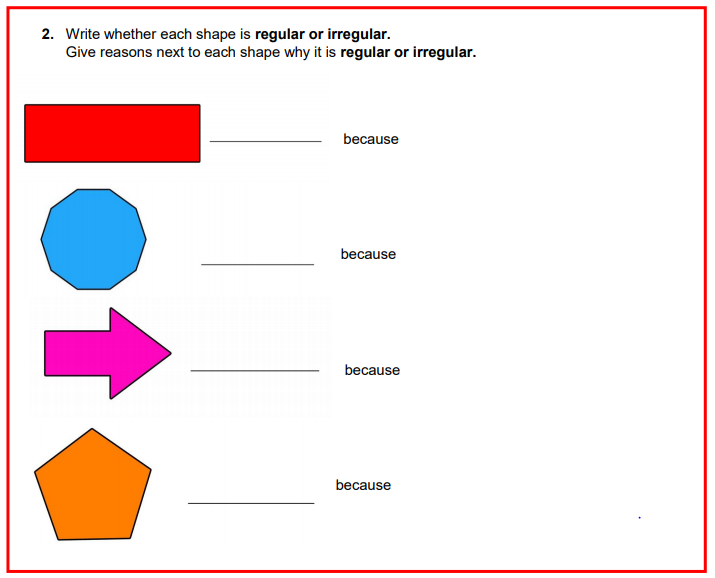 2. Write whether each shape is regular or irregular.
Give reasons next to each shape why it is regular or irregular.
because
because
because
because